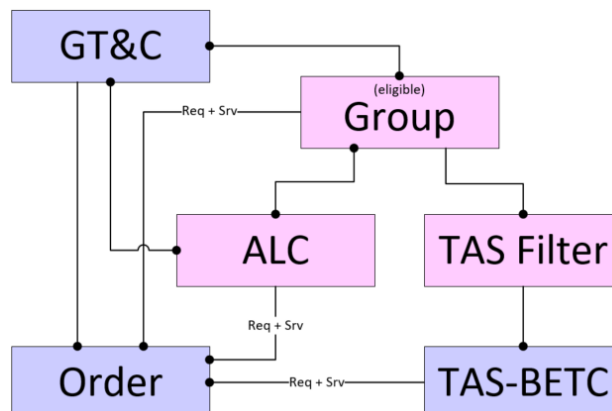 GT&C
(eligible)
Group
Req + Srv
ALC
TAS Filter
Req + Srv
Order
Req + Srv
TAS-BETC